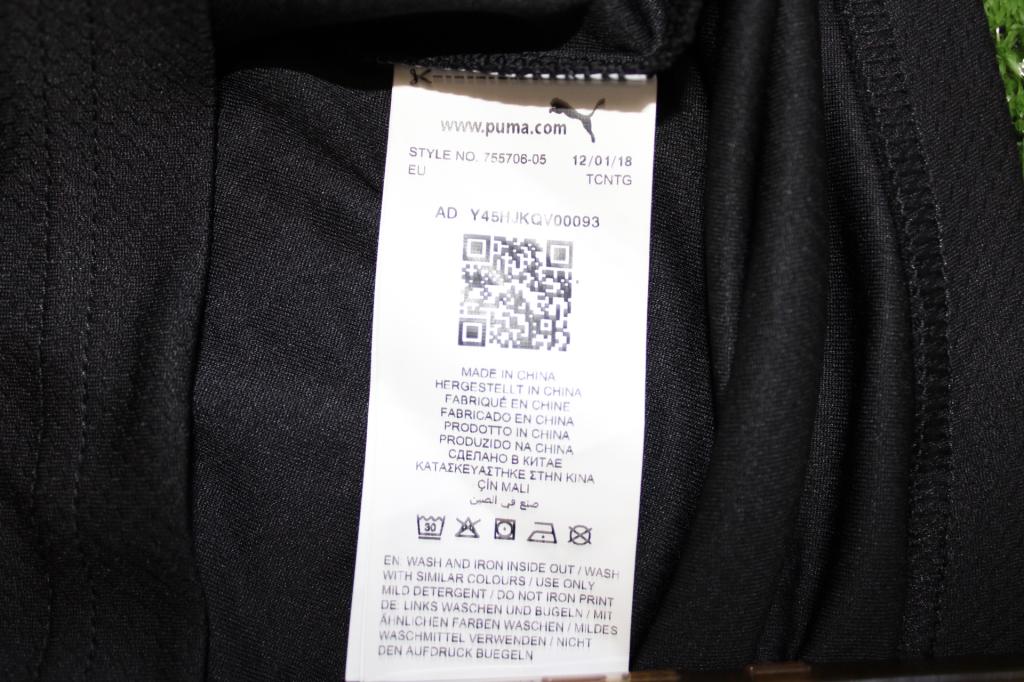 www.puma.com
STYLE NO. 755706-05 12/01/18
EU TCNTG
AD Y45HJKQV00093
MADE IN CHINA
HERGESTELLT IN CHINA
FABRIQUÉ EN CHINE
FABRICADO EN CHINA
PRODOTTO IN CHINA
PRODUZIDO NA CHINA
СДЕЛАНО В КИТАЕ
ΚΑΤΑΣΚΕΥΑΣΤΗΚΕ ΣΤΗΝ ΚΙΝΑ
ÇİN MALI
صنع في الصين
30
EN: WASH AND IRON INSIDE OUT / WASH
WITH SIMILAR COLOURS / USE ONLY
MILD DETERGENT / DO NOT IRON PRINT
DE: LINKS WASCHEN UND BUGELN / MIT
ÄHNLICHEN FARBEN WASCHEN / MILDES
WASCHMITTEL VERWENDEN / NICHT
DEN AUFDRUCK BUEGELN